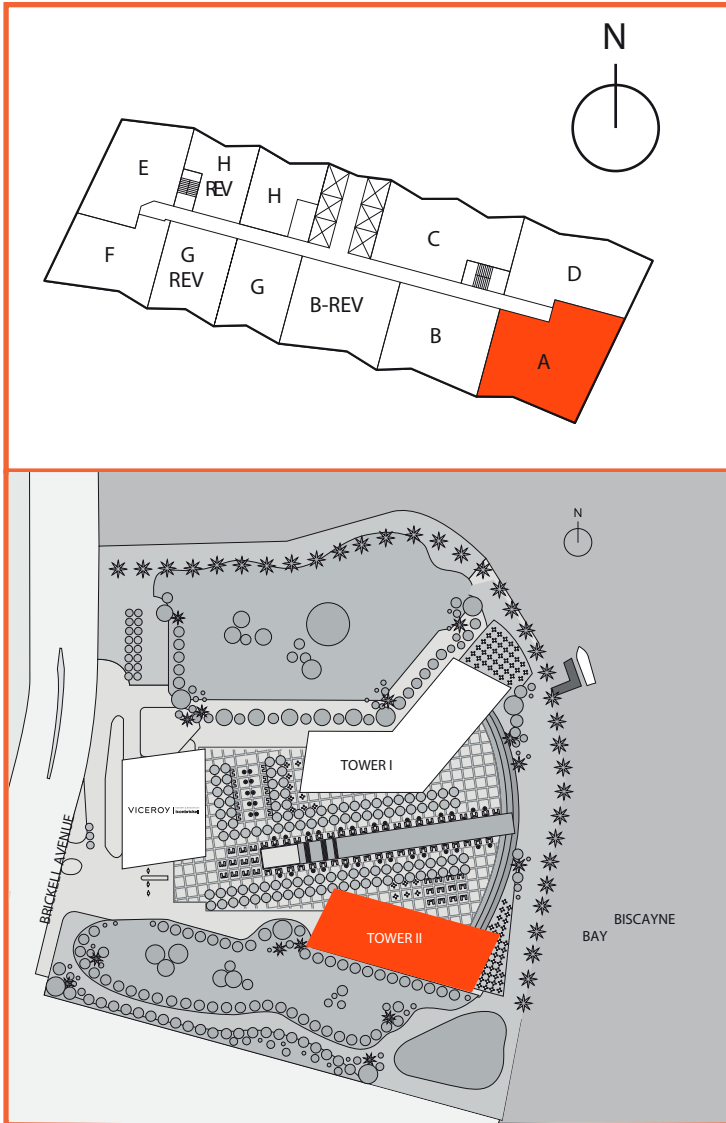 N
E
H
REV
H
C
D
F
G
REV
G
B-REV
B
A
N
TOWER I
VICEROY
BRICKELL AVENUE
BISCAYNE
BAY
TOWER II